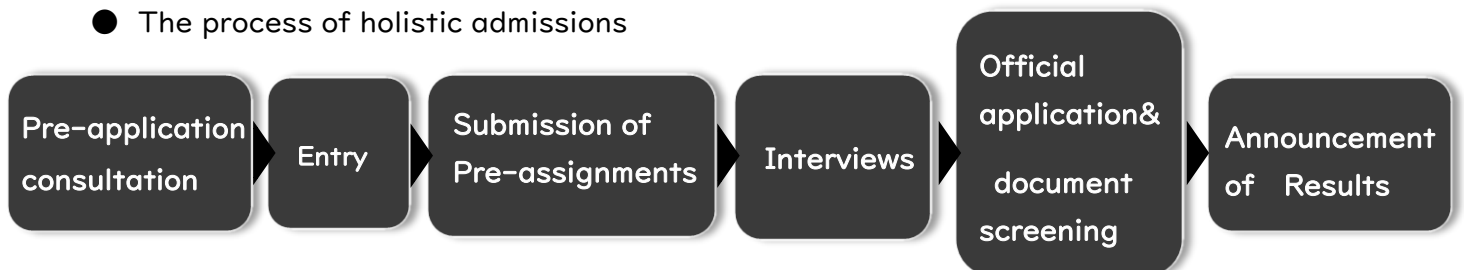 ● The process of holistic admissions
Pre-application
consultation
Entry
Submission of
Pre-assignments
Interviews
Official
application&
document
screening
Announcement
of Results